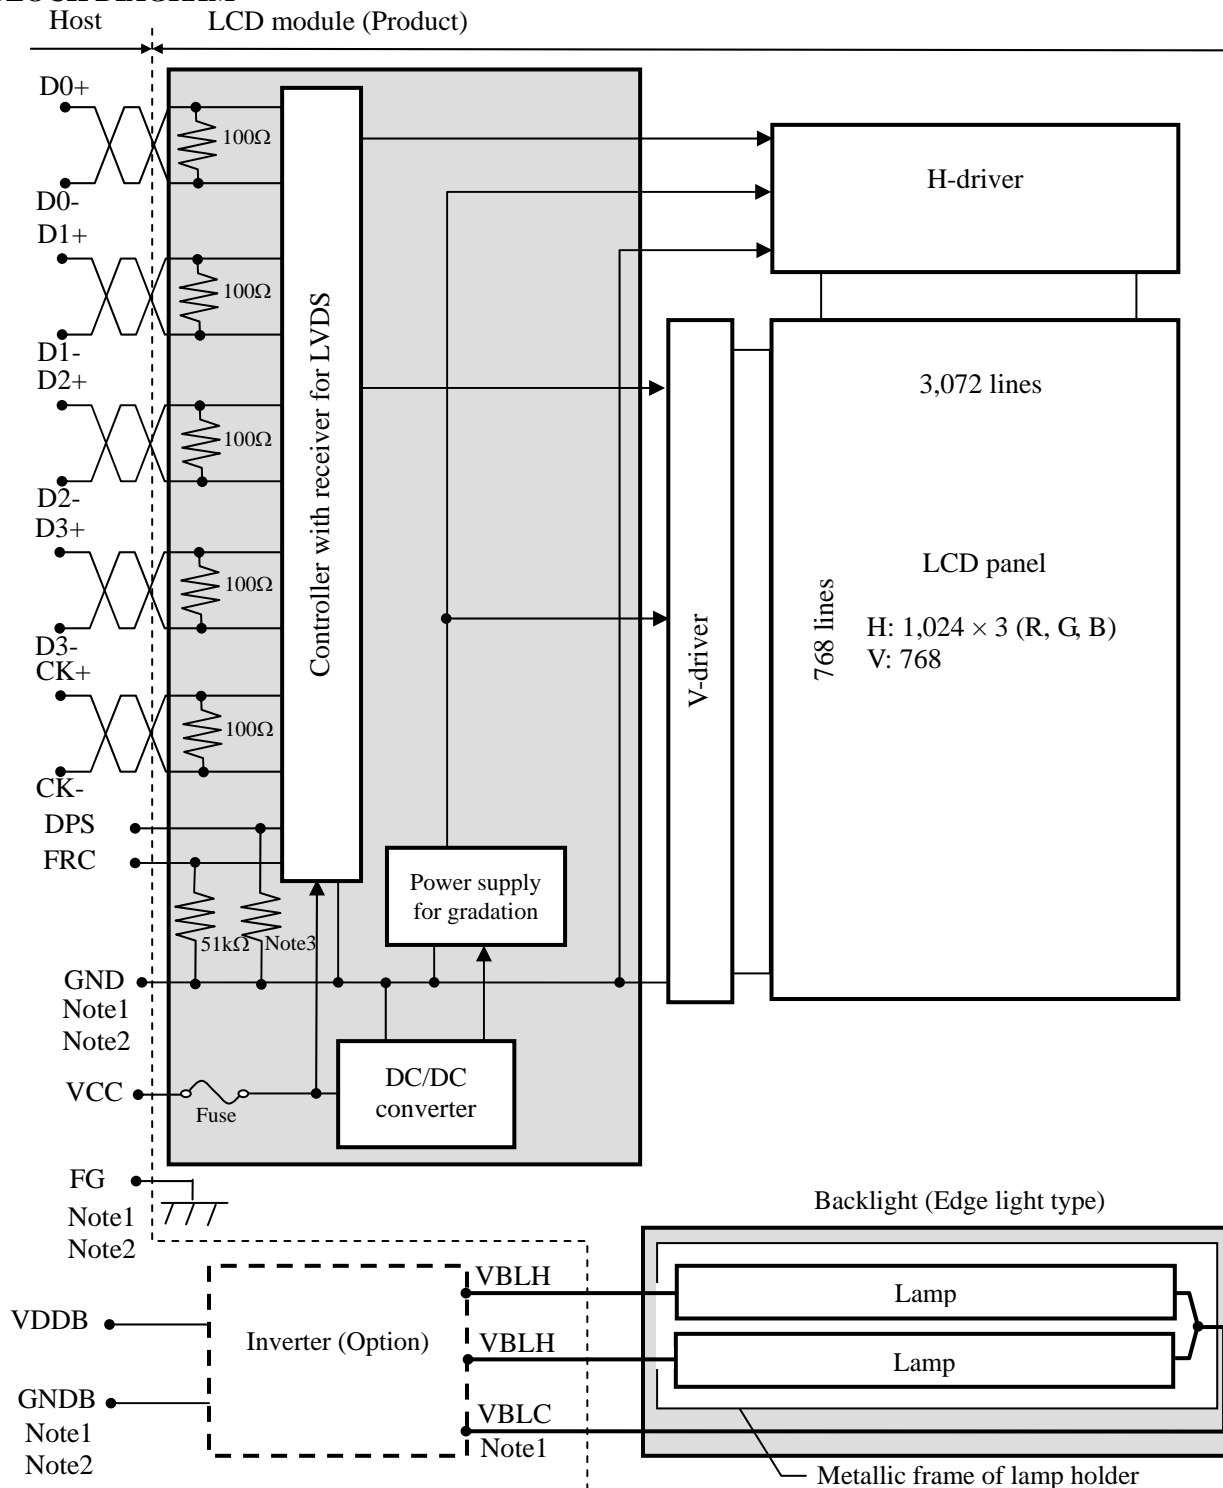 BLOCK DIAGRAM
Host
LCD module (Product)
D0+
100Ω
D0-
D1+
100Ω
D1-
D2+
100Ω
D2-
D3+
100Ω
D3-
CK+
100Ω
CK-
DPS
FRC
51kΩ
Note3
GND
Note1
Note2
VCC
Fuse
FG
Note1
Note2
Controller with receiver for LVDS
Power supply
for gradation
DC/DC
converter
H-driver
V-driver
3,072 lines
768 lines
LCD panel
H: 1,024 × 3 (R, G, B)
V: 768
Backlight (Edge light type)
VDDB
GNDB
Note1
Note2
Inverter (Option)
VBLH
VBLH
VBLC
Note1
Lamp
Lamp
Metallic frame of lamp holder